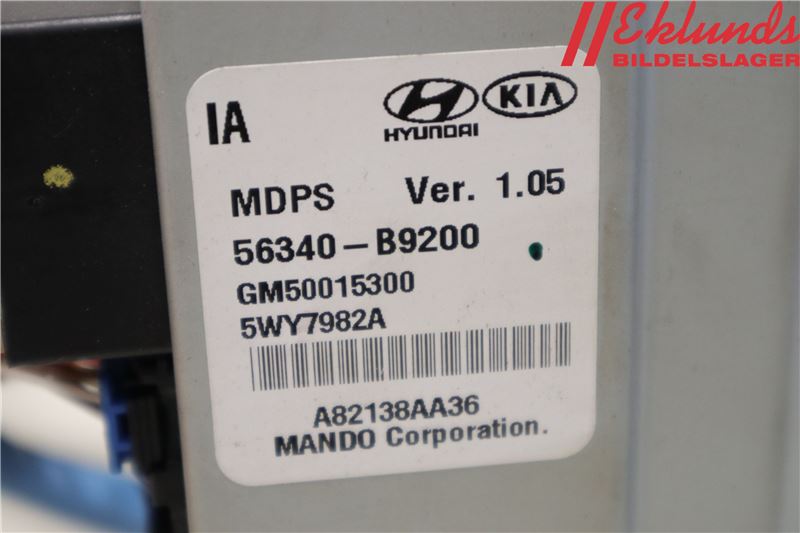 Eklunds
BILDELSLAGER
IA
HYUNDAI
KIA
MDPS Ver. 1.05
56340-B9200
GM50015300
5WY7982A
A82138AA36
MANDO Corporation.